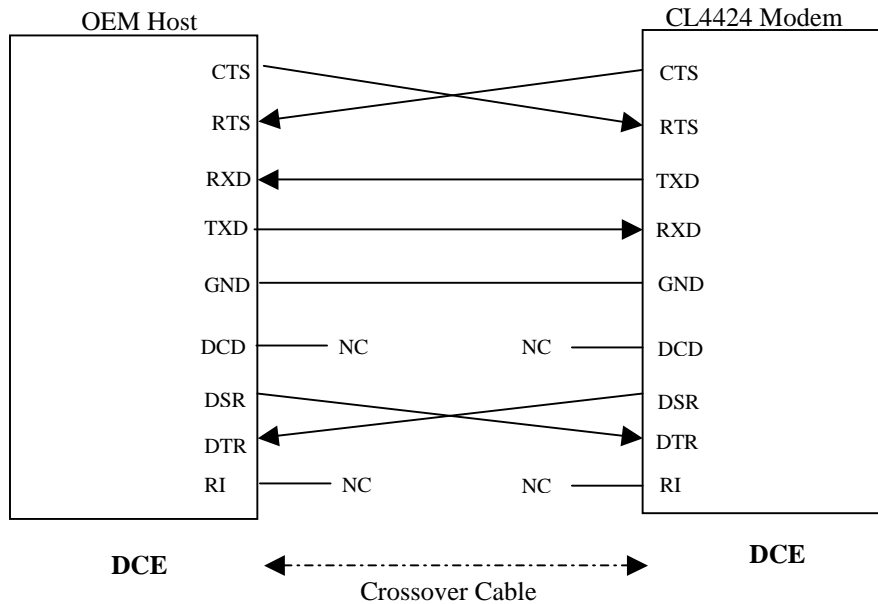 OEM Host
CL4424 Modem
CTS
CTS
RTS
RTS
RXD
TXD
TXD
RXD
GND
GND
DCD
NC
NC
DCD
DSR
DSR
DTR
DTR
RI
NC
NC
RI
DCE
DCE
Crossover Cable